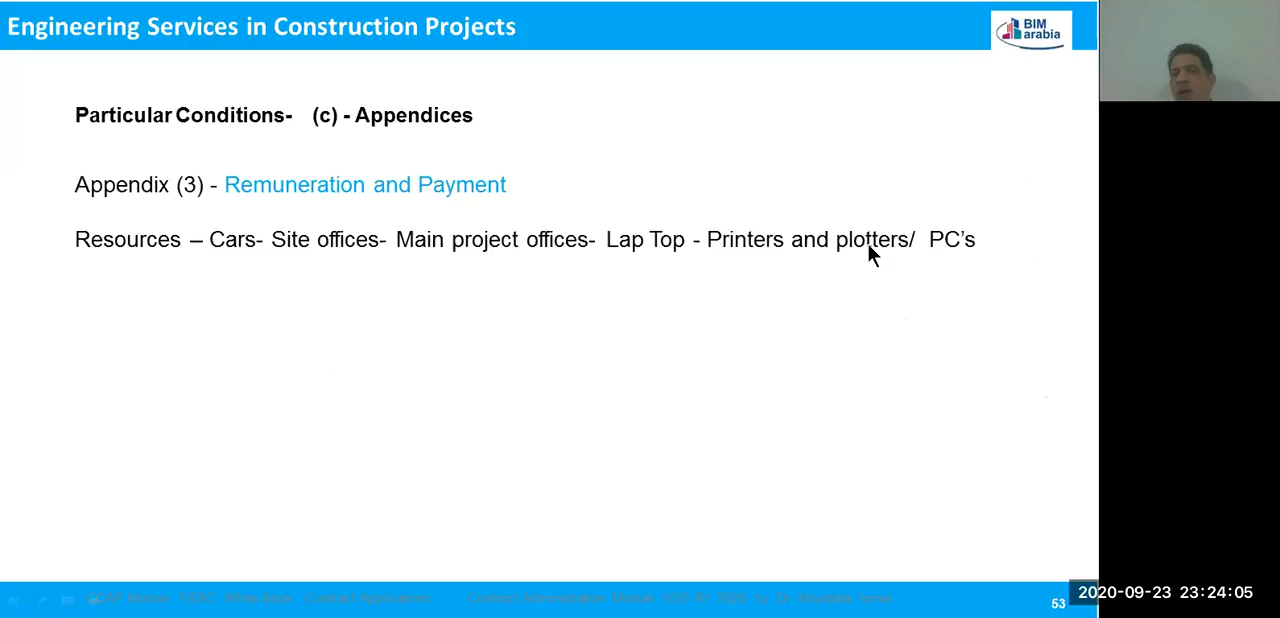 Engineering Services in Construction Projects
BIM
arabia
Particular Conditions- (c) - Appendices
Appendix (3) - Remuneration and Payment
Resources – Cars- Site offices- Main project offices- Lap Top - Printers and plotters/ PC's
53
2020-09-23 23:24:05